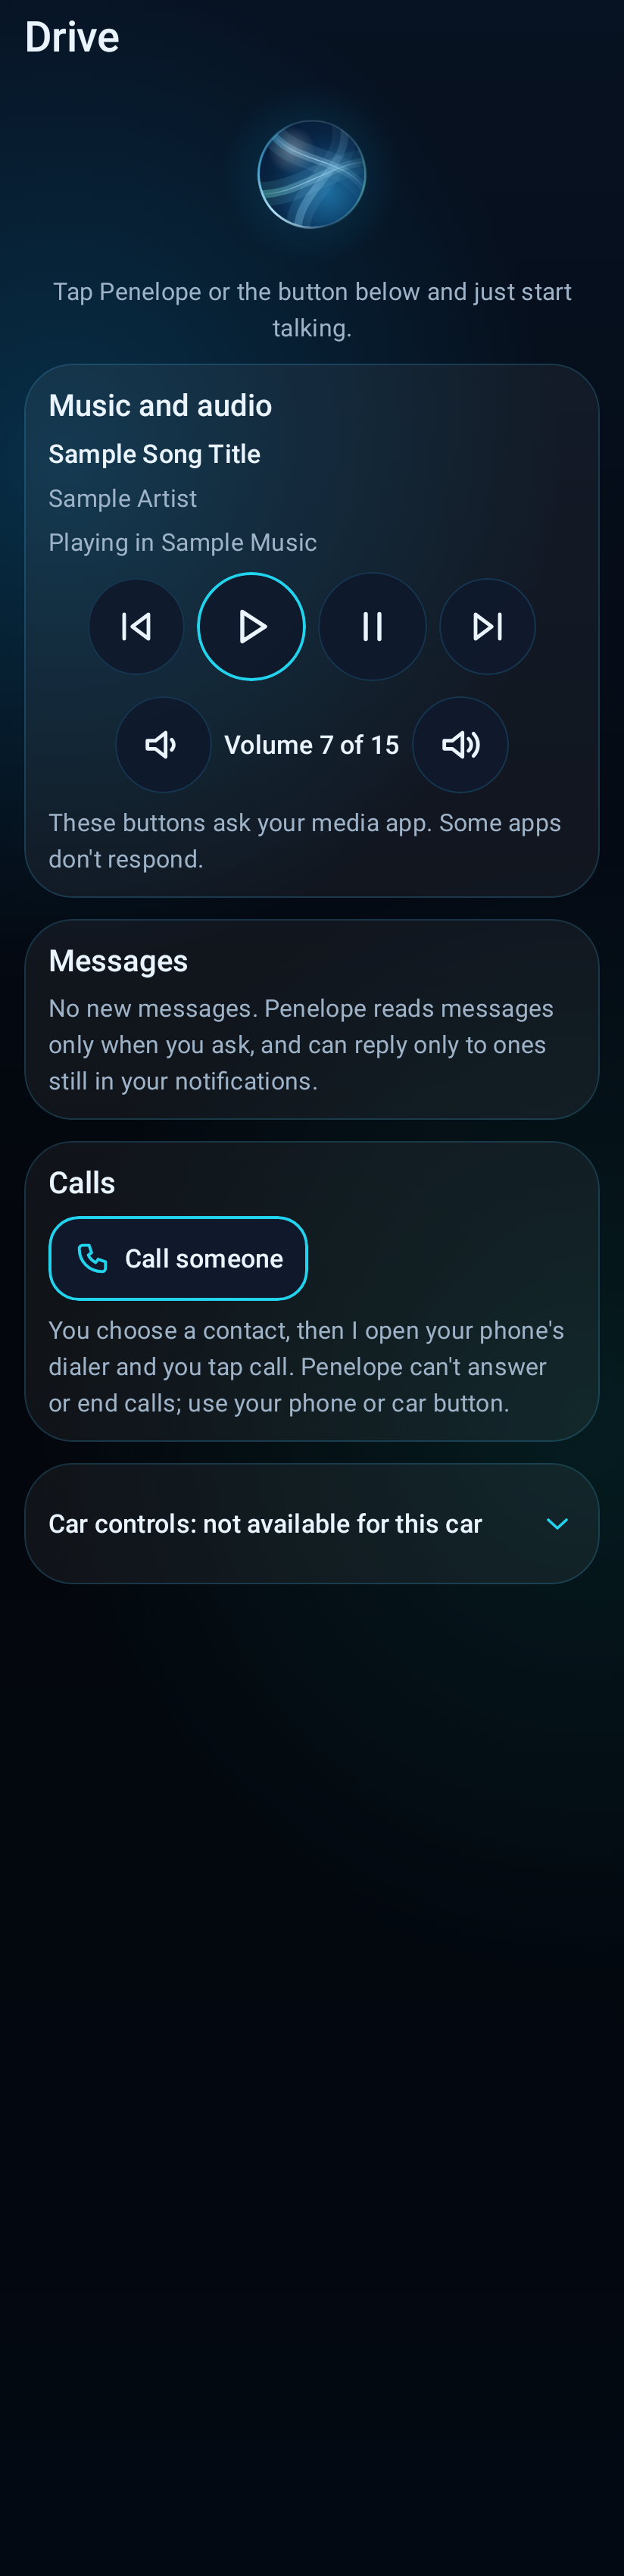 Drive
Tap Penelope or the button below and just start
talking.
Music and audio
Sample Song Title
Sample Artist
Playing in Sample Music
Volume 7 of 15
These buttons ask your media app. Some apps
don't respond.
Messages
No new messages. Penelope reads messages
only when you ask, and can reply only to ones
still in your notifications.
Calls
Call someone
You choose a contact, then I open your phone's
dialer and you tap call. Penelope can't answer
or end calls; use your phone or car button.
Car controls: not available for this car